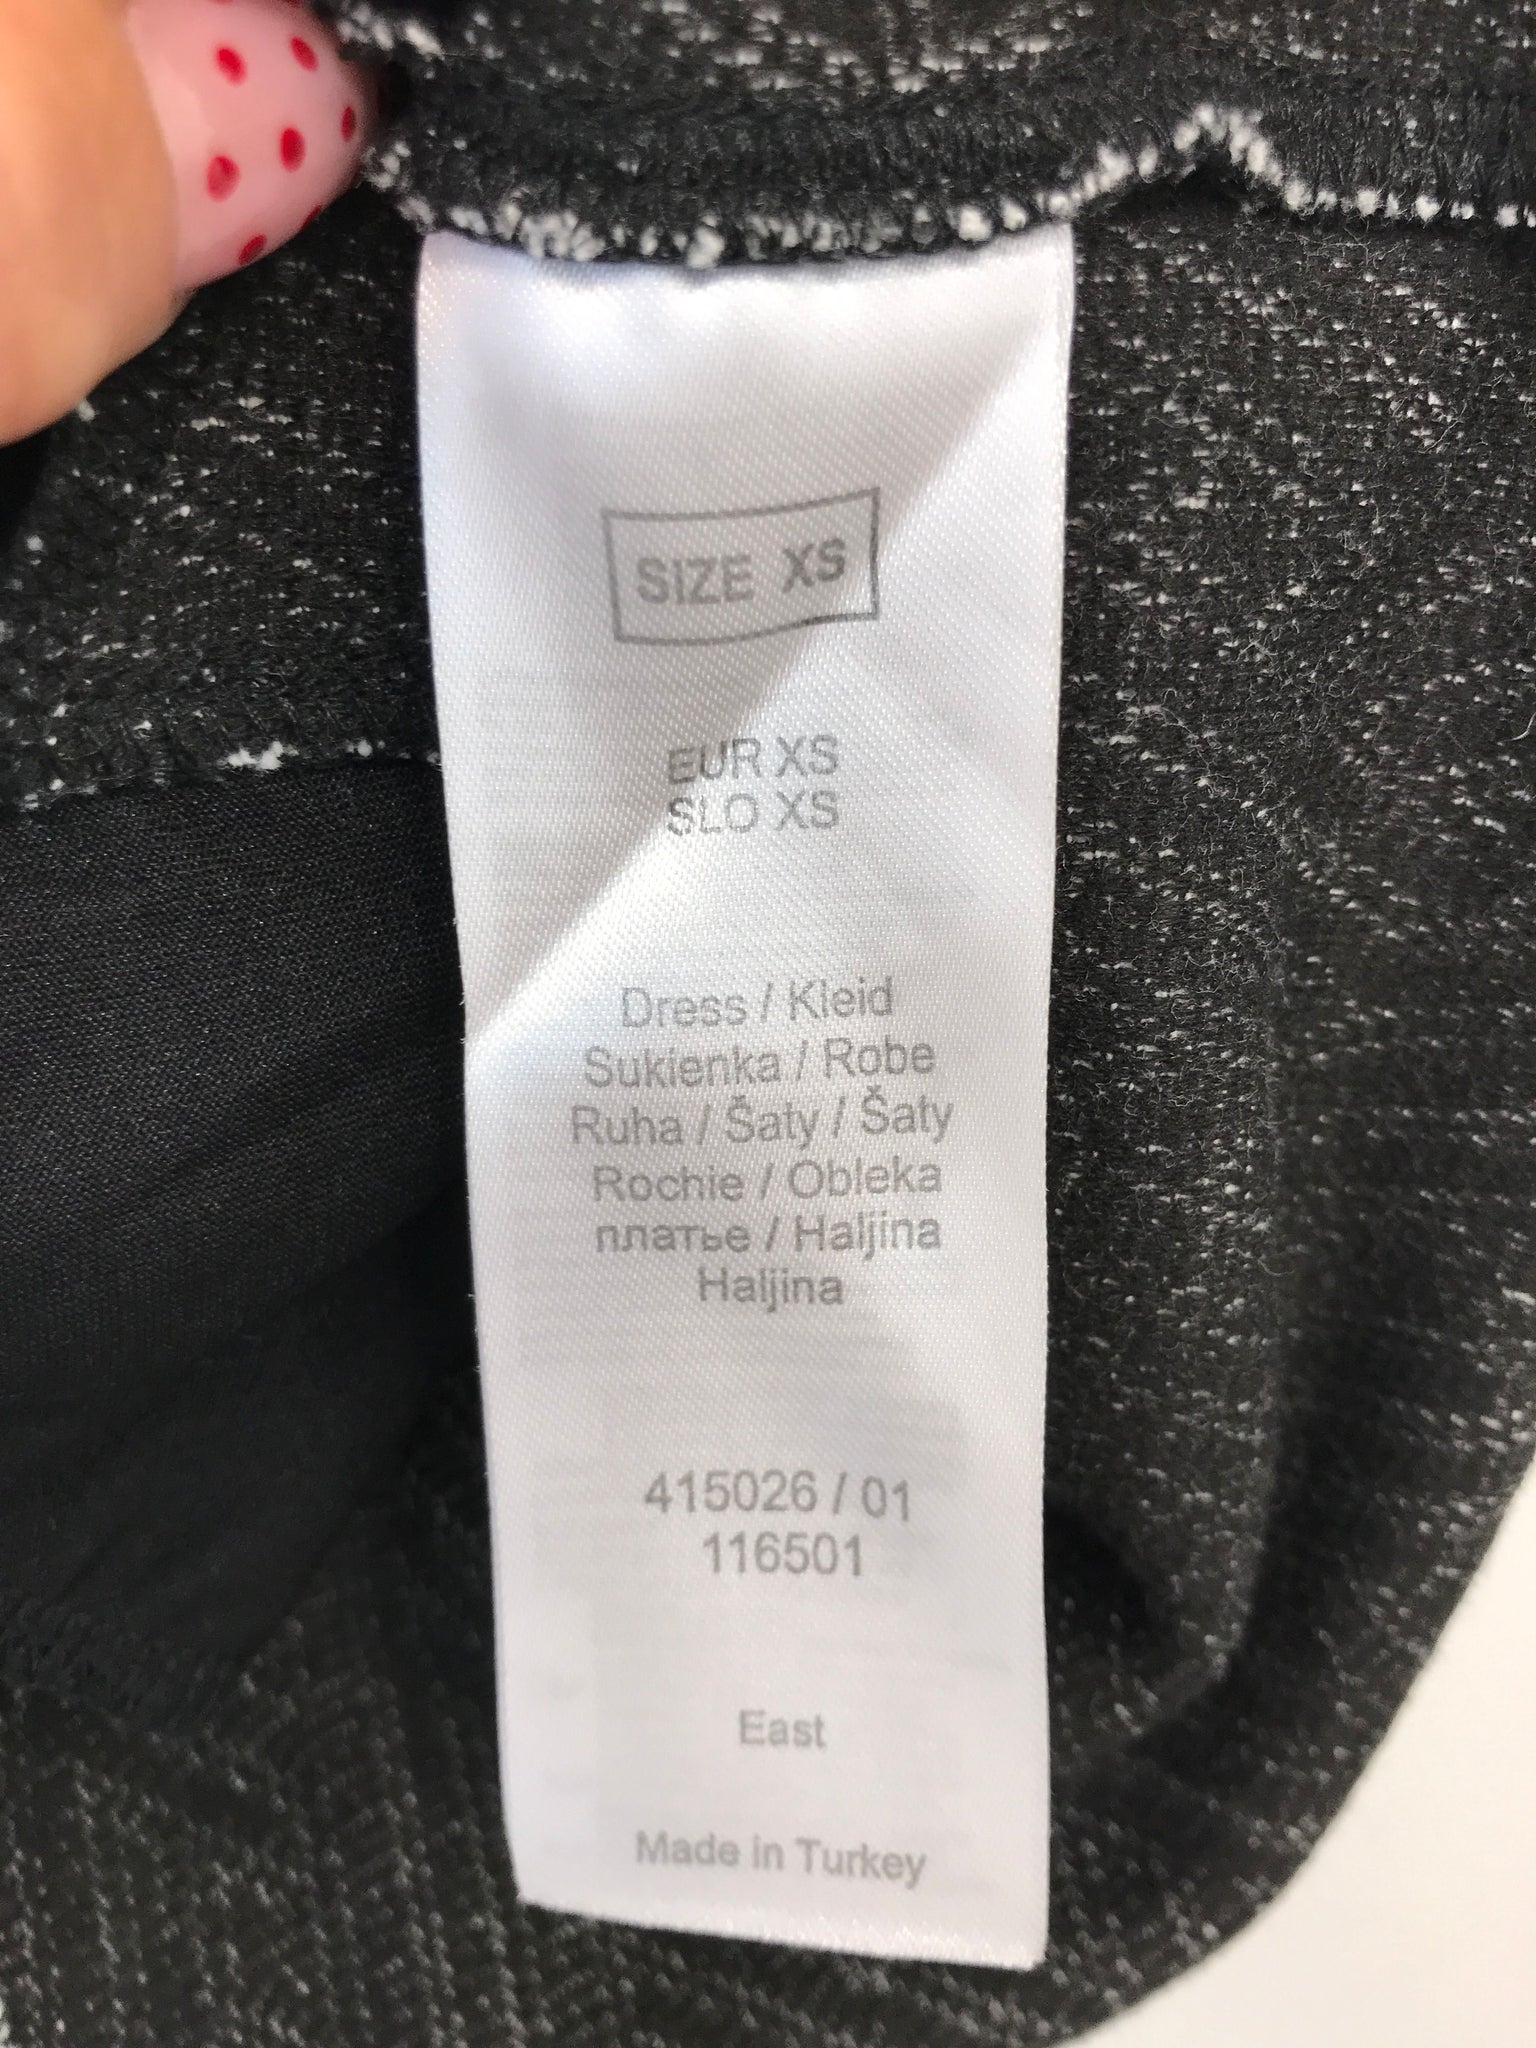 SIZE XS
EUR XS
SLO XS
Dress / Kleid
Sukienka / Robe
Ruha / Šaty / Šaty
Rochie / Obleka
платье / Haljina
Haljina
415026 / 01
116501
East
Made in Turkey